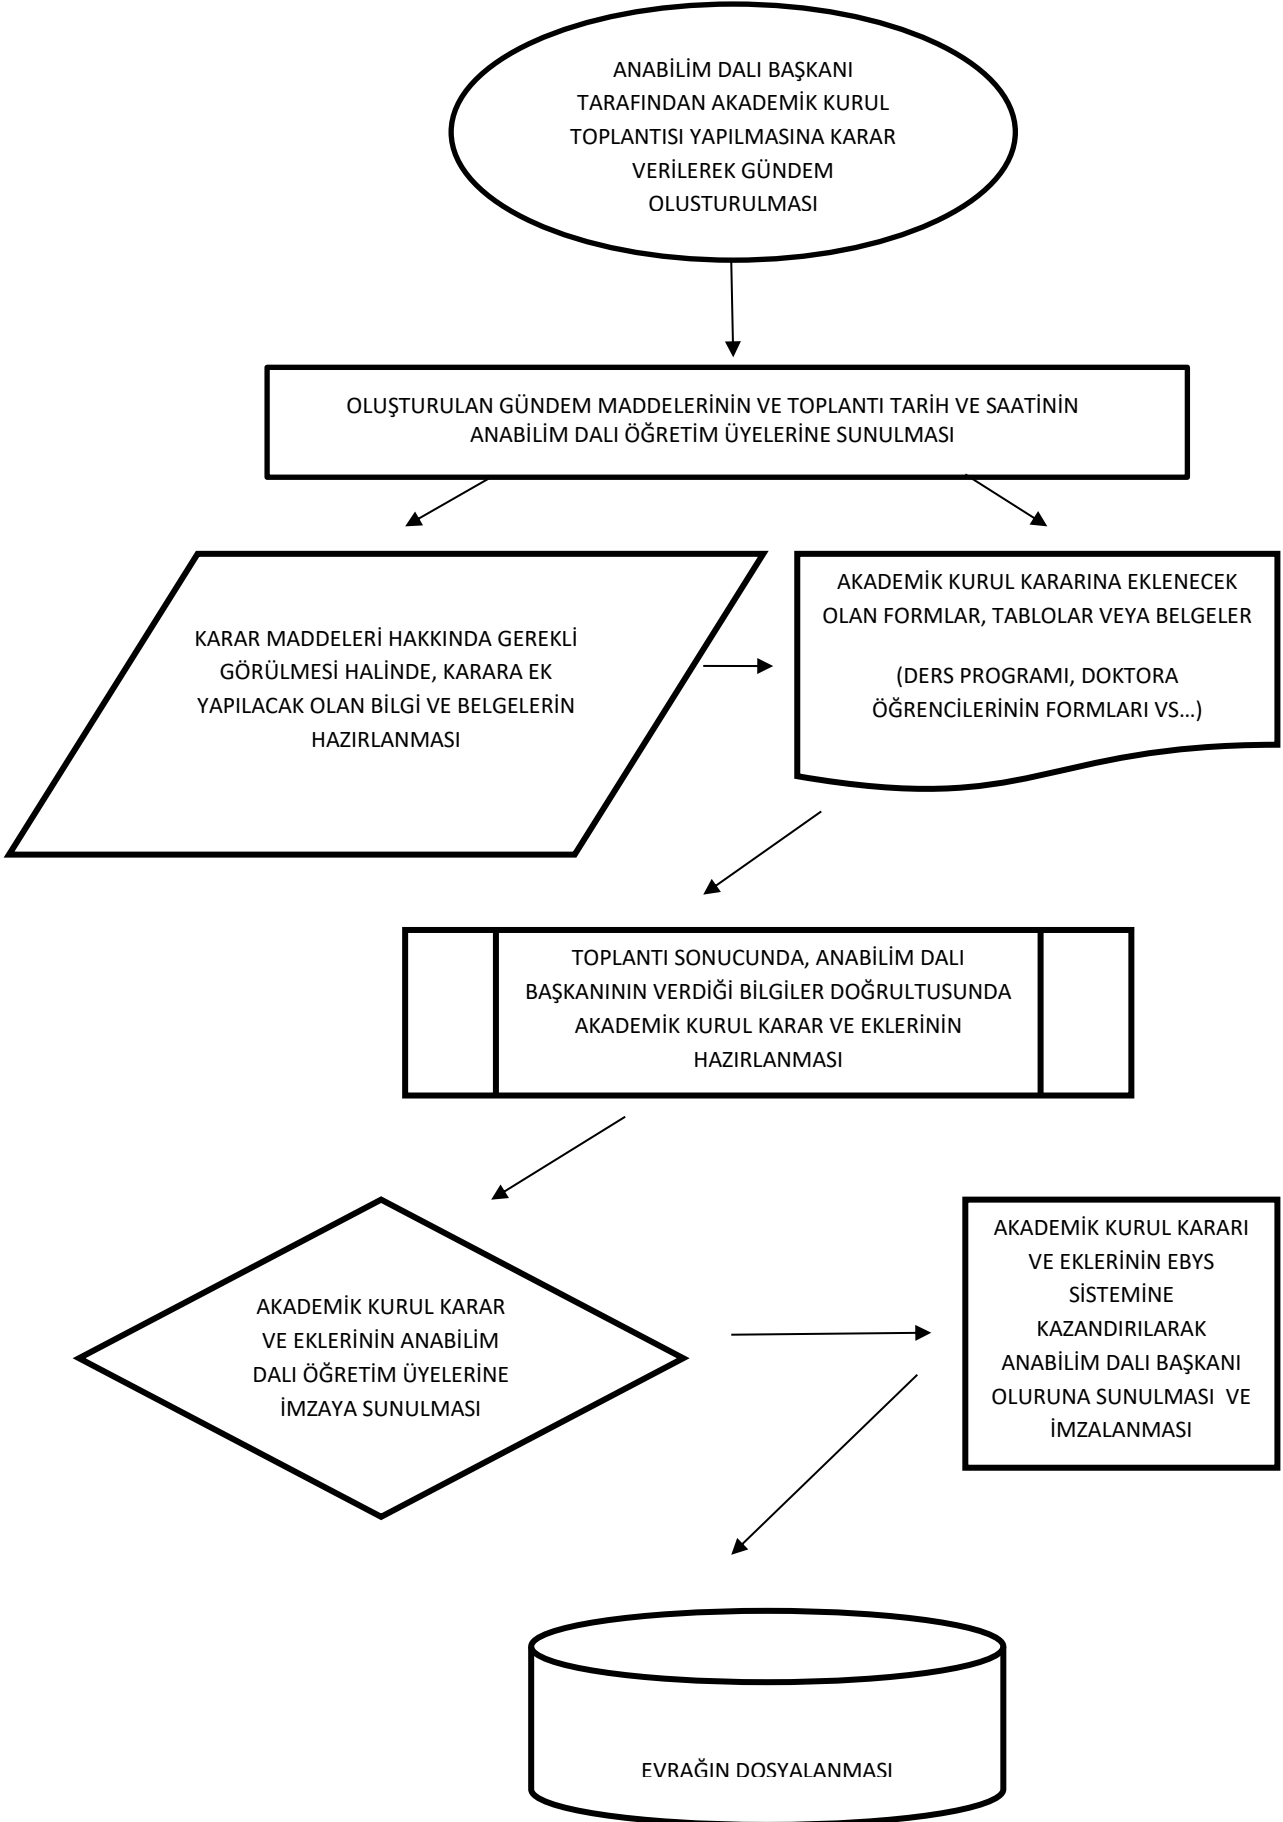 ANABİLİM DALI BAŞKANI
TARAFINDAN AKADEMİK KURUL
TOPLANTISI YAPILMASINA KARAR
VERİLEREK GÜNDEM
OLUSTURULMASI
OLUŞTURULAN GÜNDEM MADDELERİNİN VE TOPLANTI TARİH VE SAATİNİN
ANABİLİM DALI ÖĞRETİM ÜYELERİNE SUNULMASI
KARAR MADDELERİ HAKKINDA GEREKLİ
GÖRÜLMESİ HALİNDE, KARARA EK
YAPILACAK OLAN BİLGİ VE BELGELERİN
HAZIRLANMASI
AKADEMİK KURUL KARARINA EKLENECEK
OLAN FORMLAR, TABLOLAR VEYA BELGELER
(DERS PROGRAMI, DOKTORA
ÖĞRENCİLERİNİN FORMLARI VS…)
TOPLANTI SONUCUNDA, ANABİLİM DALI
BAŞKANININ VERDİĞİ BİLGİLER DOĞRULTUSUNDA
AKADEMİK KURUL KARAR VE EKLERİNİN
HAZIRLANMASI
AKADEMİK KURUL KARAR
VE EKLERİNİN ANABİLİM
DALI ÖĞRETİM ÜYELERİNE
İMZAYA SUNULMASI
AKADEMİK KURUL KARARI
VE EKLERİNİN EBYS
SİSTEMİNE
KAZANDIRILARAK
ANABİLİM DALI BAŞKANI
OLURUNA SUNULMASI  VE
İMZALANMASI
EVRAĞIN DOSYALANMASI